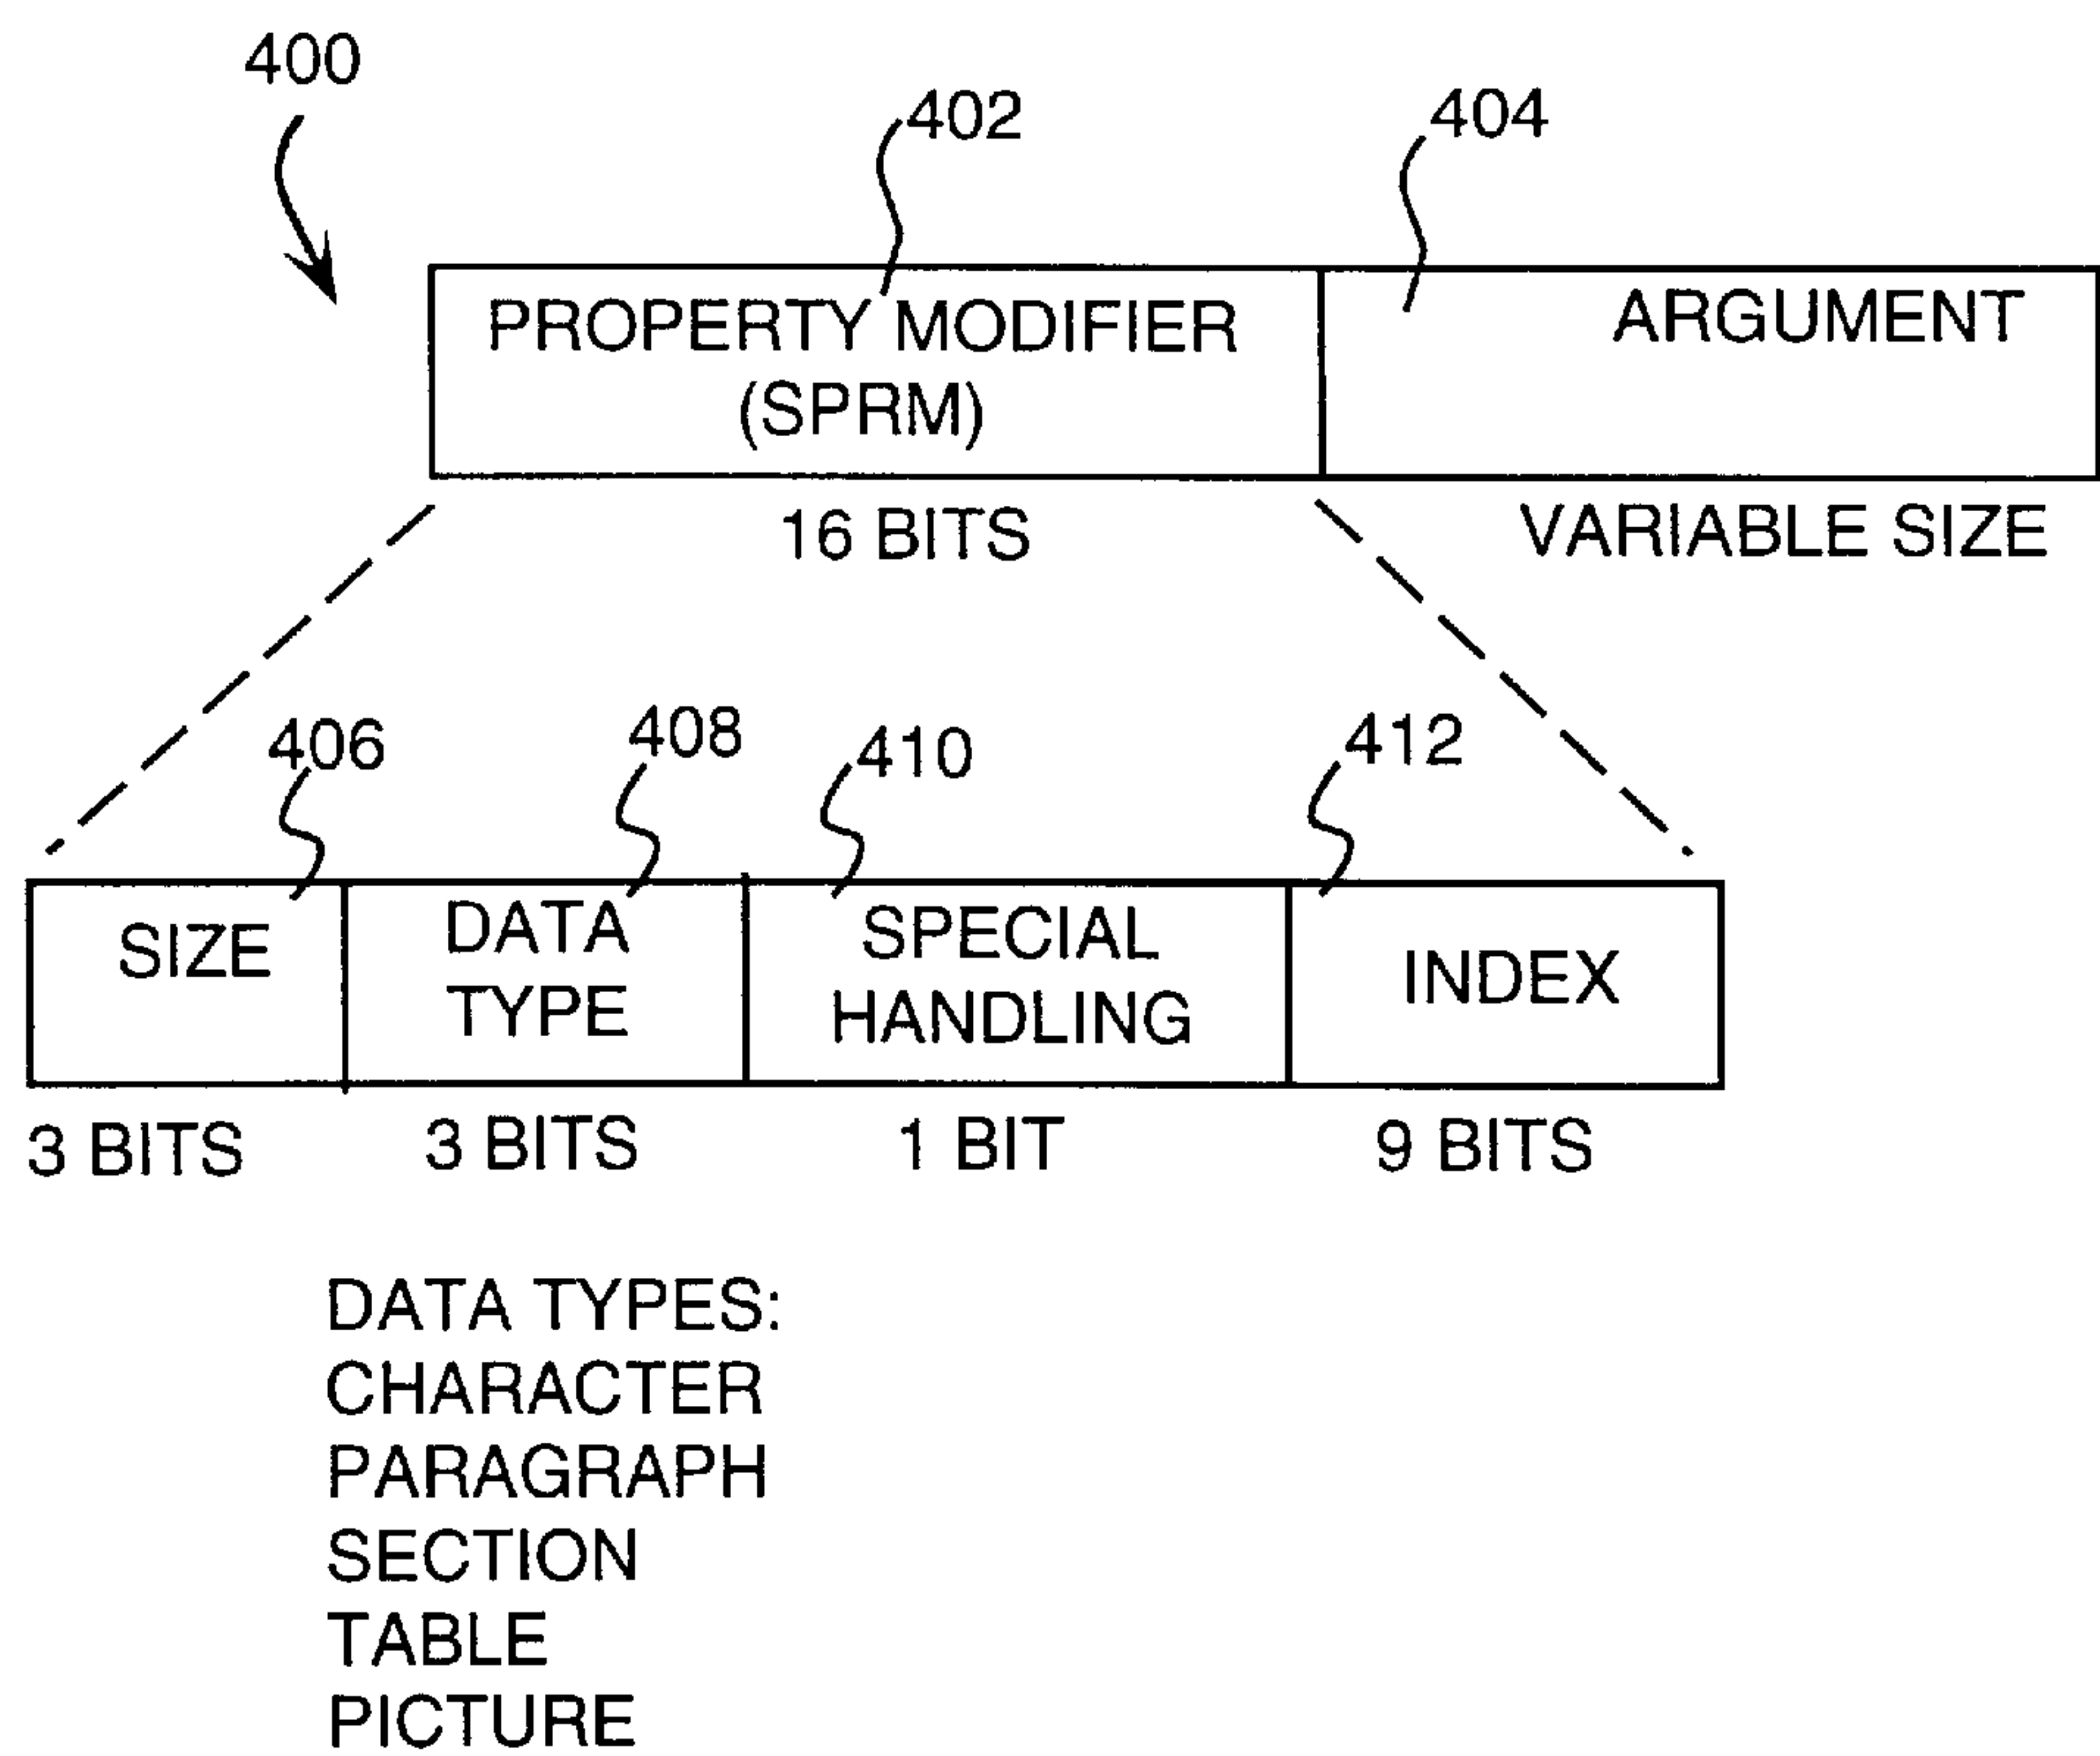 400
402
404
PROPERTY MODIFIER
(SPRM)
ARGUMENT
16 BITS
VARIABLE SIZE
406
408
410
412
SIZE
DATA
TYPE
SPECIAL
HANDLING
INDEX
3 BITS
3 BITS
1 BIT
9 BITS
DATA TYPES:
CHARACTER
PARAGRAPH
SECTION
TABLE
PICTURE